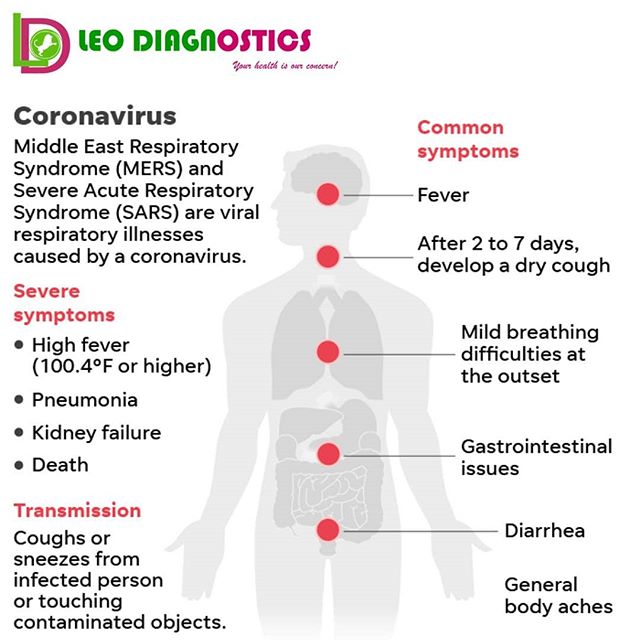 LD LEO DIAGNOSTICS
Your health is our concern!
Coronavirus
Middle East Respiratory
Syndrome (MERS) and
Severe Acute Respiratory
Syndrome (SARS) are viral
respiratory illnesses
caused by a coronavirus.
Severe
symptoms
• High fever
(100.4°F or higher)
• Pneumonia
• Kidney failure
• Death
Transmission
Coughs or
sneezes from
infected person
or touching
contaminated objects.
Common
symptoms
Fever
After 2 to 7 days,
develop a dry cough
Mild breathing
difficulties at
the outset
Gastrointestinal
issues
Diarrhea
General
body aches